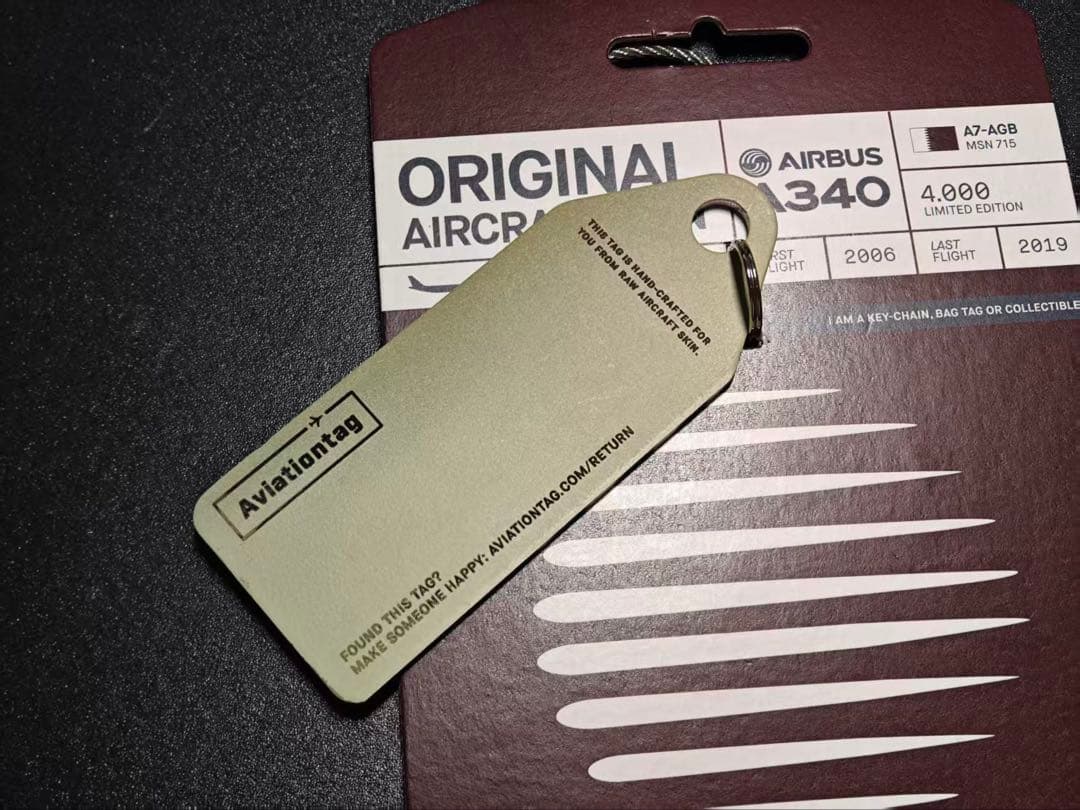 ORIGINAL
AIRCRA
AIRBUS
A340
A7-AGB
MSN 715
4.000
LIMITED EDITION
RST
LIGHT
2006
LAST
FLIGHT
2019
I AM A KEY-CHAIN, BAG TAG OR COLLECTIBLE
THIS TAG IS HAND-CRAFTED FOR
YOU FROM RAW AIRCRAFT SKIN.
Aviationtag
FOUND THIS TAG?
MAKE SOMEONE HAPPY: AVIATIONTAG.COM/RETURN